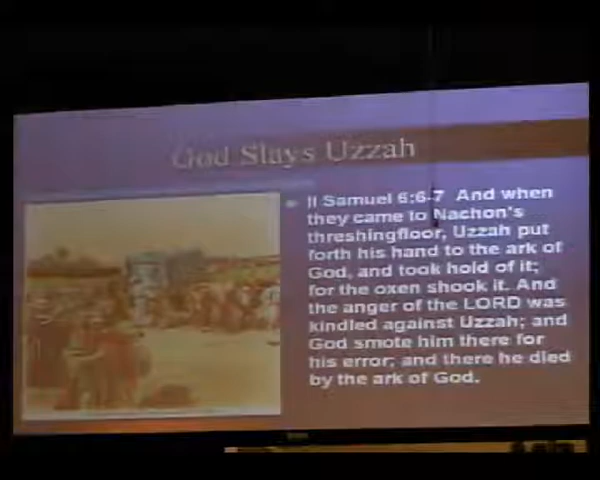 God Slays Uzzah
II Samuel 6:6-7 And when
they came to Nachon's
threshingfloor, Uzzah put
forth his hand to the ark of
God, and took hold of it;
for the oxen shook it. And
the anger of the LORD was
kindled against Uzzah; and
God smote him there for
his error; and there he died
by the ark of God.